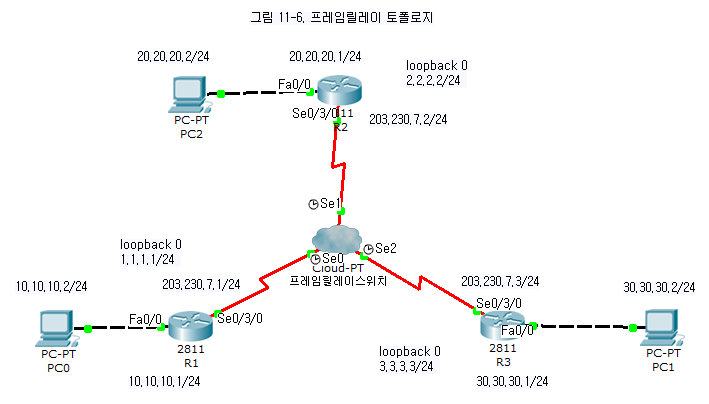 그림 11-6, 프레임릴레이 토폴로지
20,20,20,2/24
20,20,20,1/24
loopback 0
2,2,2,2/24
Fa0/0
PC-PT
PC2
Se0/3/0
R2
203,230,7,2/24
Se1
Se2
Se0
Cloud-PT
프레임릴레이스위치
loopback 0
1,1,1,1/24
203,230,7,1/24
203,230,7,3/24
10,10,10,2/24
30,30,30,2/24
Fa0/0
Se0/3/0
Se0/3/0
Fa0/0
PC-PT
PC0
2811
R1
2811
R3
PC-PT
PC1
loopback 0
3,3,3,3/24
10,10,10,1/24
30,30,30,1/24